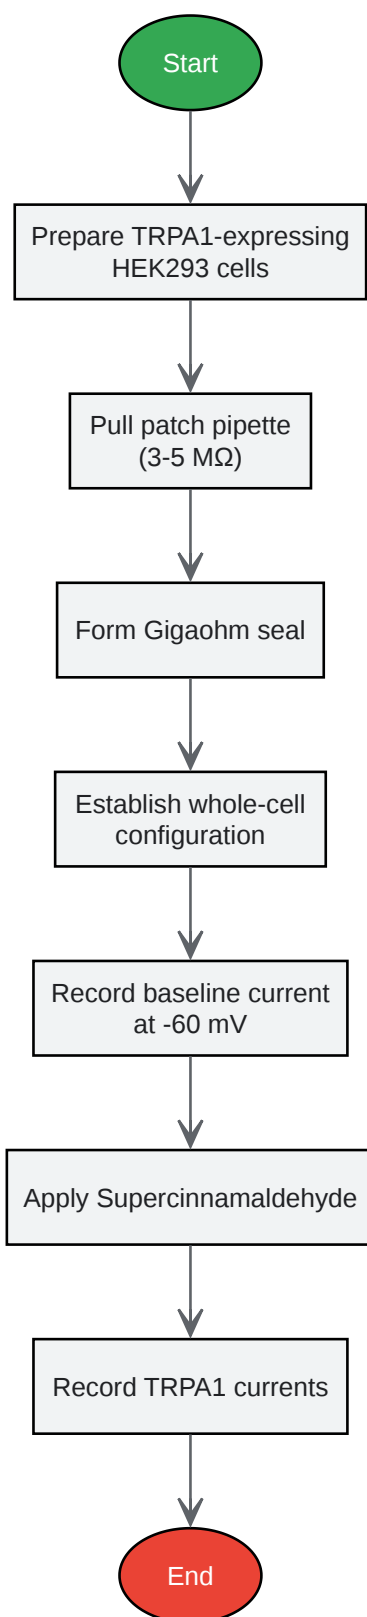 Start
Prepare TRPA1-expressing
HEK293 cells
Pull patch pipette
(3-5 MΩ)
Form Gigaohm seal
Establish whole-cell
configuration
Record baseline current
at -60 mV
Apply Supercinnamaldehyde
Record TRPA1 currents
End